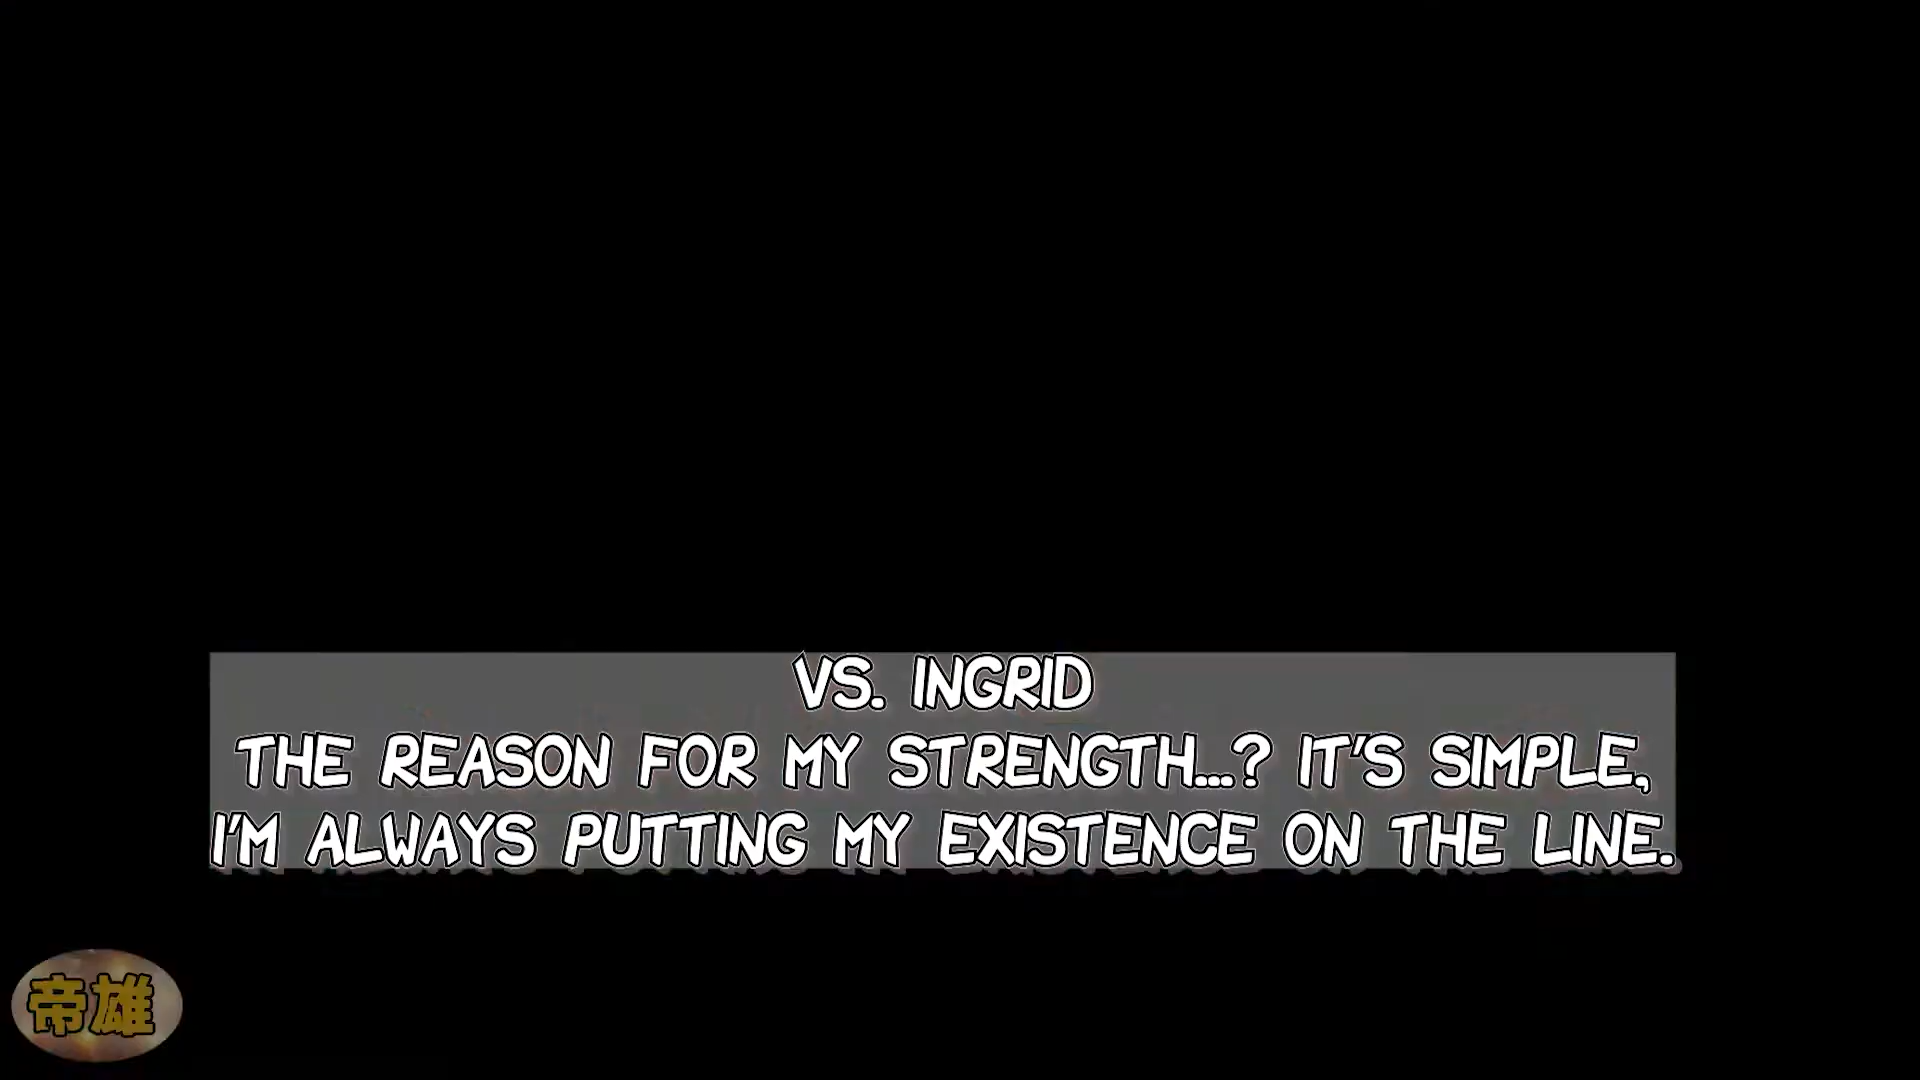 VS. INGRID
THE REASON FOR MY STRENGTH...? IT'S SIMPLE,
I'M ALWAYS PUTTING MY EXISTENCE ON THE LINE.
帝雄